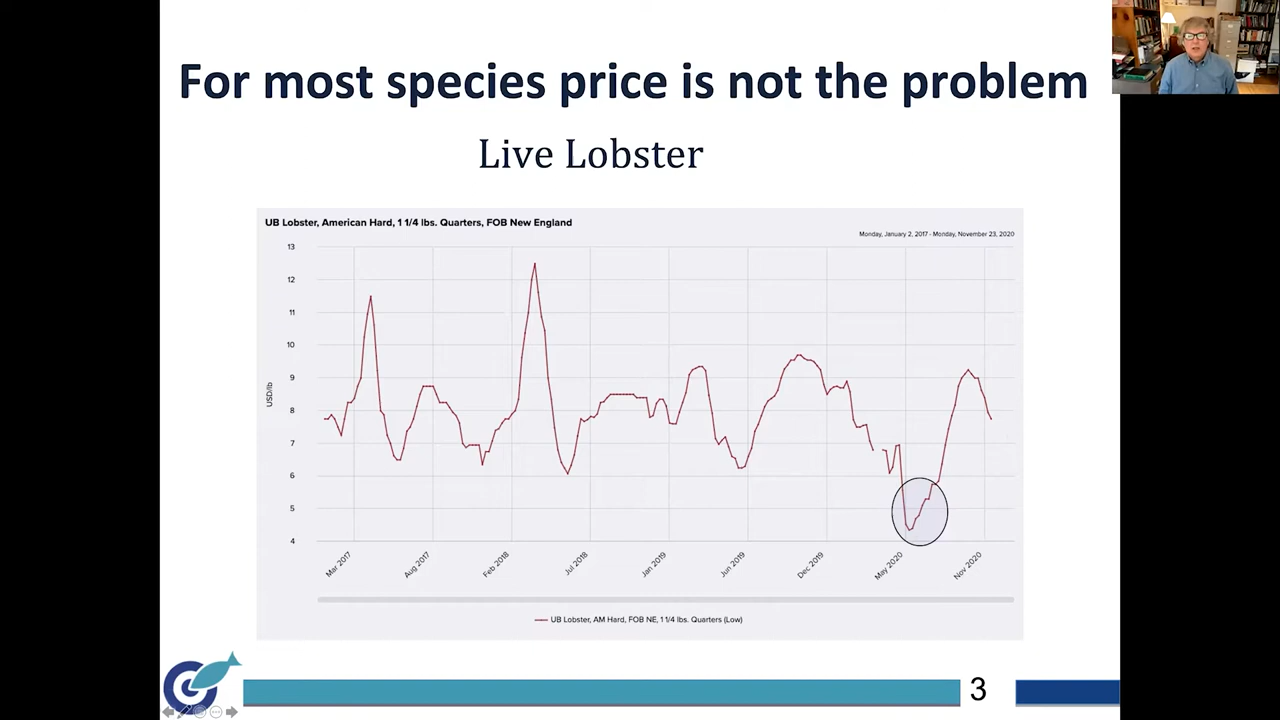 For most species price is not the problem
Live Lobster
UB Lobster, American Hard, 1 1/4 lbs. Quarters, FOB New England
Monday, January 2, 2017 - Monday, November 23, 2020
13
12
11
10
9
8
7
6
5
4
USD/lb
Mar 2017
Aug 2017
Feb 2018
Jul 2018
Jan 2019
Jun 2019
Dec 2019
May 2020
Nov 2020
UB Lobster, AM Hard, FOB NE, 1 1/4 lbs. Quarters (Low)
3